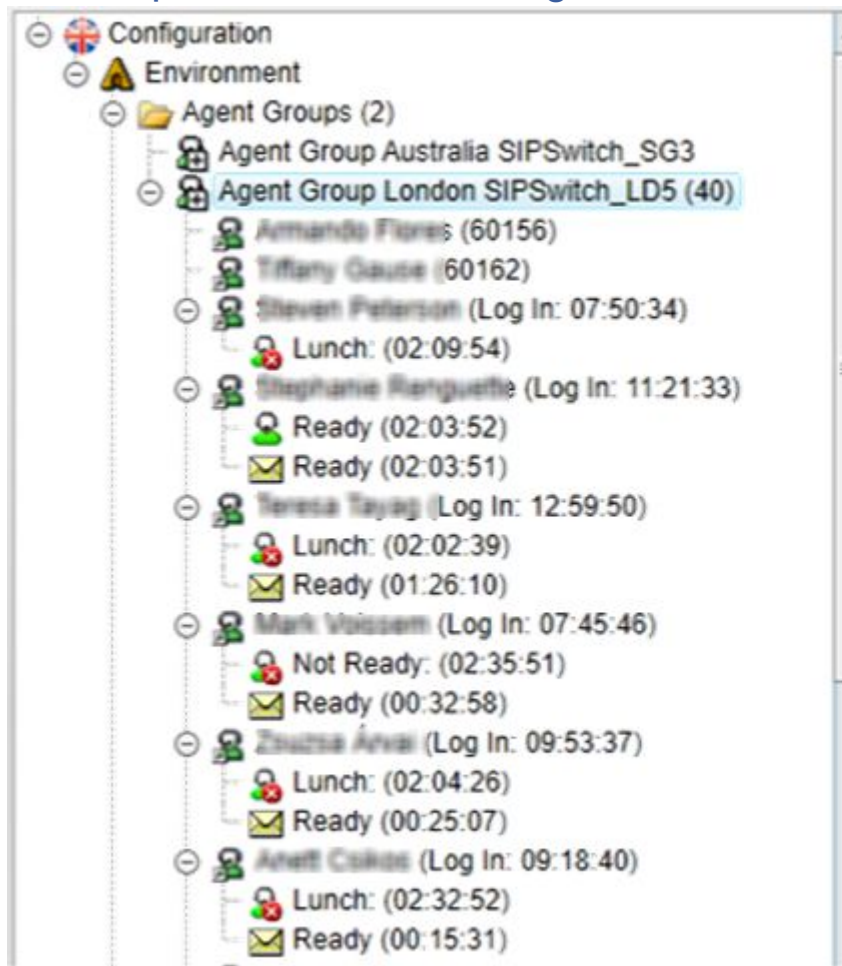 Configuration
Environment
Agent Groups (2)
Agent Group Australia SIPSwitch_SG3
Agent Group London SIPSwitch_LD5 (40)
(60156)
(60162)
(Log In: 07:50:34)
Lunch: (02:09:54)
(Log In: 11:21:33)
Ready (02:03:52)
Ready (02:03:51)
(Log In: 12:59:50)
Lunch: (02:02:39)
Ready (01:26:10)
(Log In: 07:45:46)
Not Ready: (02:35:51)
Ready (00:32:58)
(Log In: 09:53:37)
Lunch: (02:04:26)
Ready (00:25:07)
(Log In: 09:18:40)
Lunch: (02:32:52)
Ready (00:15:31)